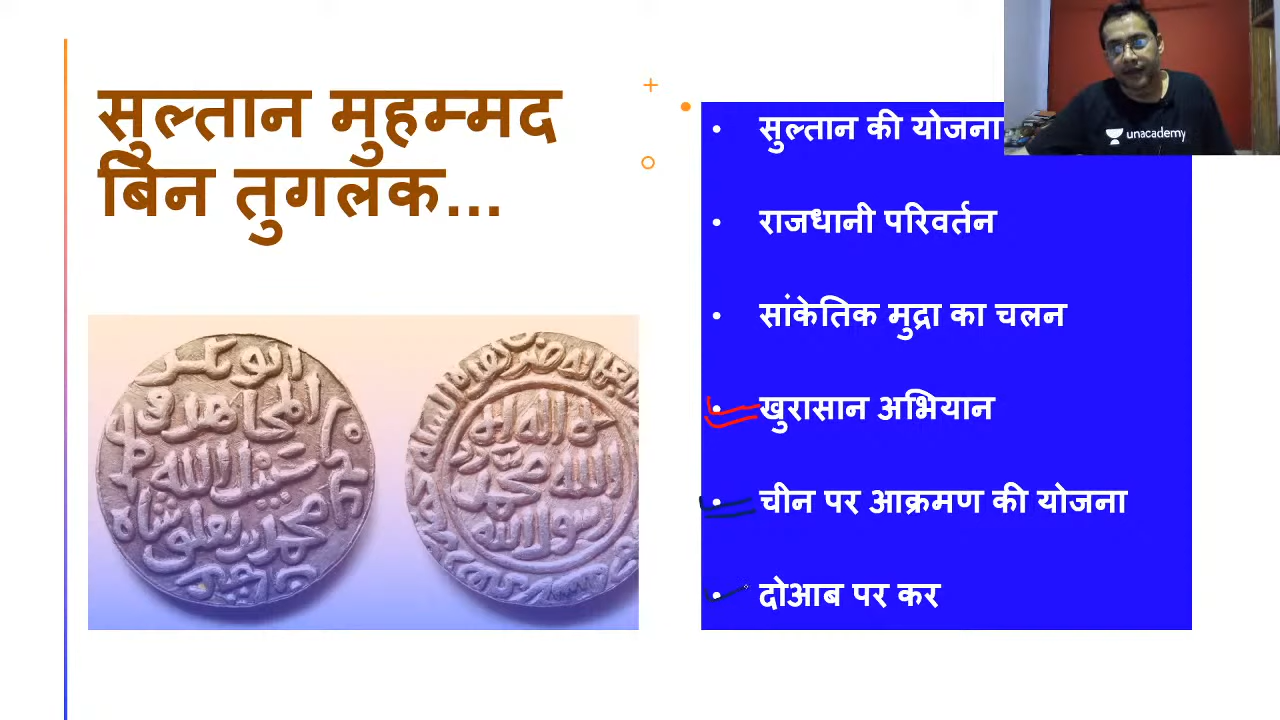 सुल्तान मुहम्मद
बिन तुगलक...
• सुल्तान की योजना
• राजधानी परिवर्तन
• सांकेतिक मुद्रा का चलन
• खुरासान अभियान
• चीन पर आक्रमण की योजना
• दोआब पर कर
unacademy